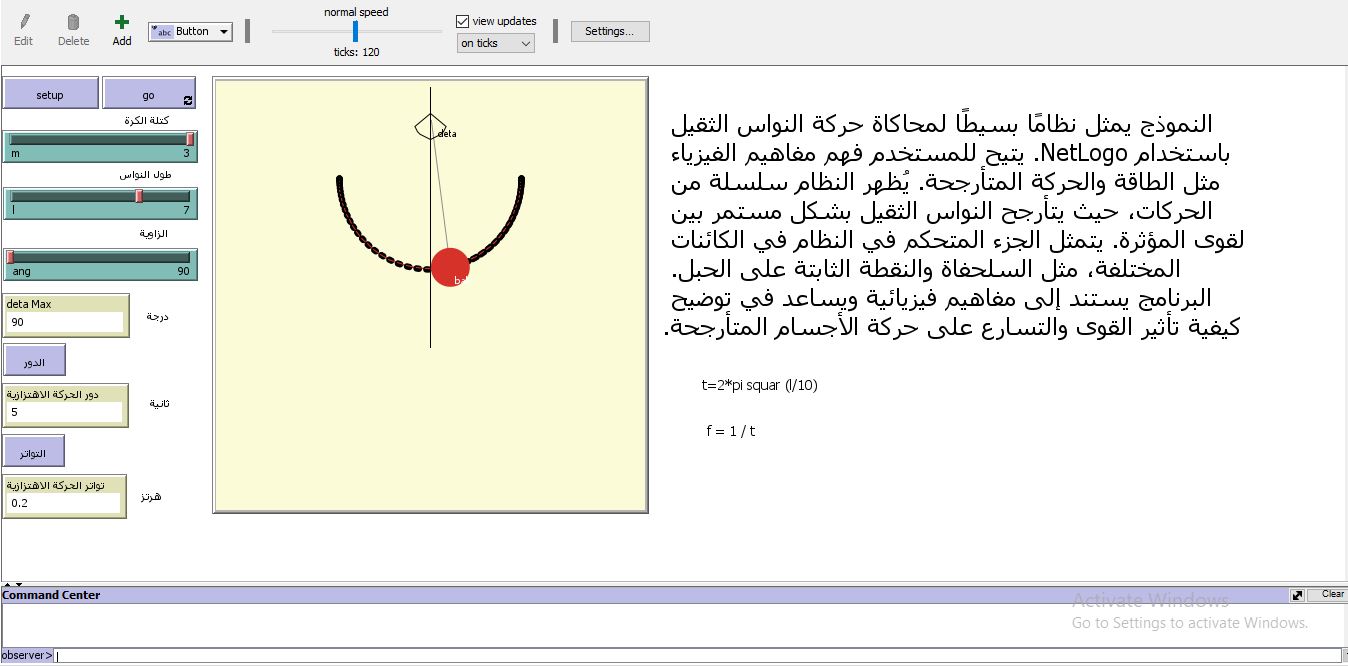 Edit
Delete
Add
abc Button
normal speed
ticks: 120
view updates
on ticks
Settings...
setup
go
كتلة الكرة
m 3
طول النواس
l 7
الزاوية
ang 90
deta Max
90
درجة
الدور
دور الحركة الاهتزازية
5
ثانية
التواتر
تواتر الحركة الاهتزازية
0.2
هرتز
deta
النموذج يمثل نظامًا بسيطًا لمحاكاة حركة النواس الثقيل
باستخدام NetLogo. يتيح للمستخدم فهم مفاهيم الفيزياء
مثل الطاقة والحركة المتأرجحة. يُظهر النظام سلسلة من
الحركات، حيث يتأرجح النواس الثقيل بشكل مستمر بين
لقوى المؤثرة. يتمثل الجزء المتحكم في النظام في الكائنات
المختلفة، مثل السلحفاة والنقطة الثابتة على الحبل.
البرنامج يستند إلى مفاهيم فيزيائية ويساعد في توضيح
كيفية تأثير القوى والتسارع على حركة الأجسام المتأرجحة.
t=2*pi squar (l/10)
f = 1 / t
Command Center
Clear
Activate Windows
Go to Settings to activate Windows.
observer>